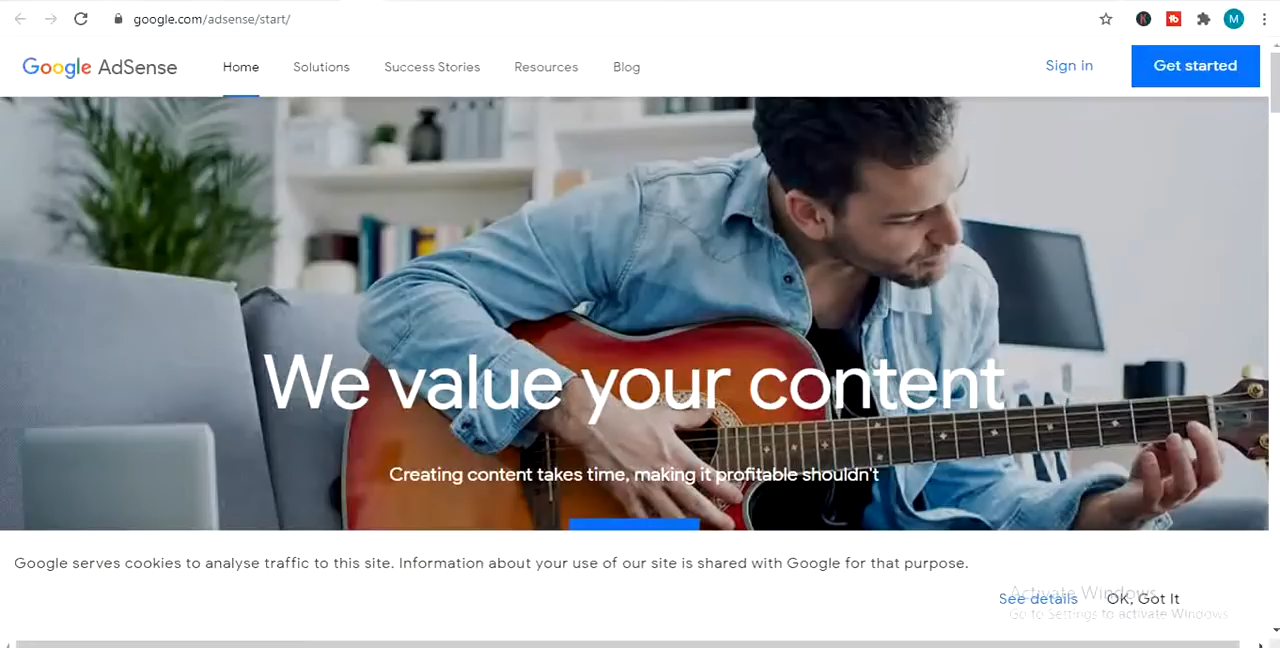 google.com/adsense/start/
M
Google AdSense Home Solutions Success Stories Resources Blog Sign in Get started
We value your content
Creating content takes time, making it profitable shouldn't
Google serves cookies to analyse traffic to this site. Information about your use of our site is shared with Google for that purpose.
Activate Windows
See details OK, Got It
Go to Settings to activate Windows.